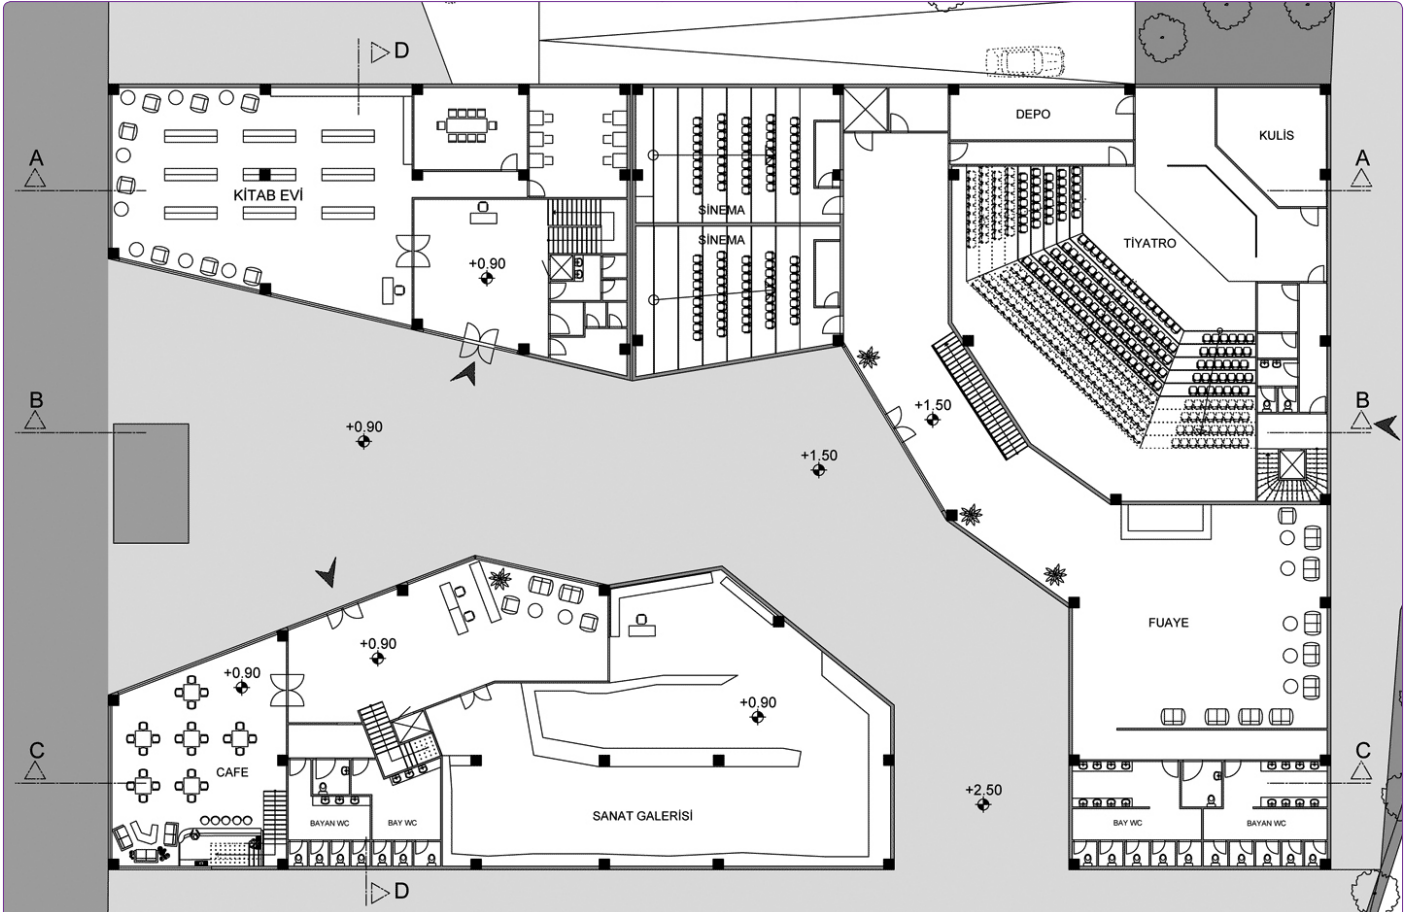 D
DEPO
KULİS
A
A
KİTAB EVİ
SİNEMA
SİNEMA
TİYATRO
+0.90
B
B
+0.90
+1.50
+1.50
+0.90
+0.90
FUAYE
+0.90
C
C
CAFE
+2.50
SANAT GALERİSİ
BAYAN WC
BAY WC
BAY WC
BAYAN WC
D